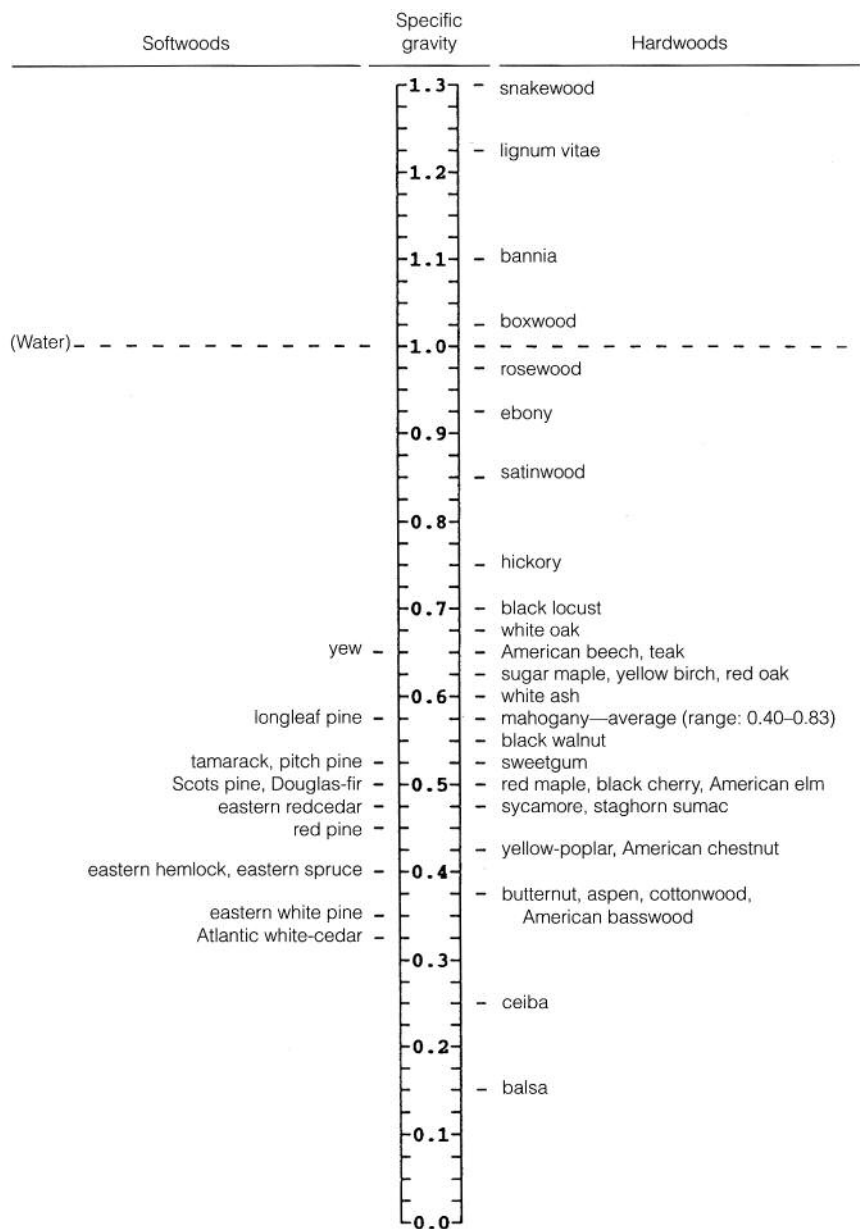 Softwoods
Specific
gravity
Hardwoods
1.3
snakewood
lignum vitae
1.2
1.1
bannia
boxwood
(Water)
1.0
rosewood
ebony
0.9
satinwood
0.8
hickory
0.7
black locust
white oak
yew
American beech, teak
sugar maple, yellow birch, red oak
0.6
white ash
longleaf pine
mahogany—average (range: 0.40–0.83)
black walnut
tamarack, pitch pine
sweetgum
Scots pine, Douglas-fir
0.5
red maple, black cherry, American elm
eastern redcedar
sycamore, staghorn sumac
red pine
yellow-poplar, American chestnut
eastern hemlock, eastern spruce
0.4
butternut, aspen, cottonwood,
American basswood
eastern white pine
Atlantic white-cedar
0.3
ceiba
0.2
balsa
0.1
0.0